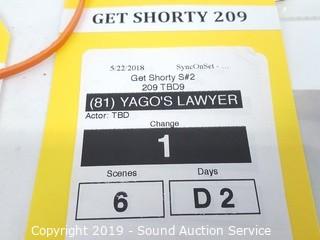 GET SHORTY 209
5/22/2018 SyncOnSet - ...
Get Shorty S#2
209 TBD9
(81) YAGO'S LAWYER
Actor: TBD
Change
1
Scenes Days
6 D 2
Copyright 2019 - Sound Auction Service